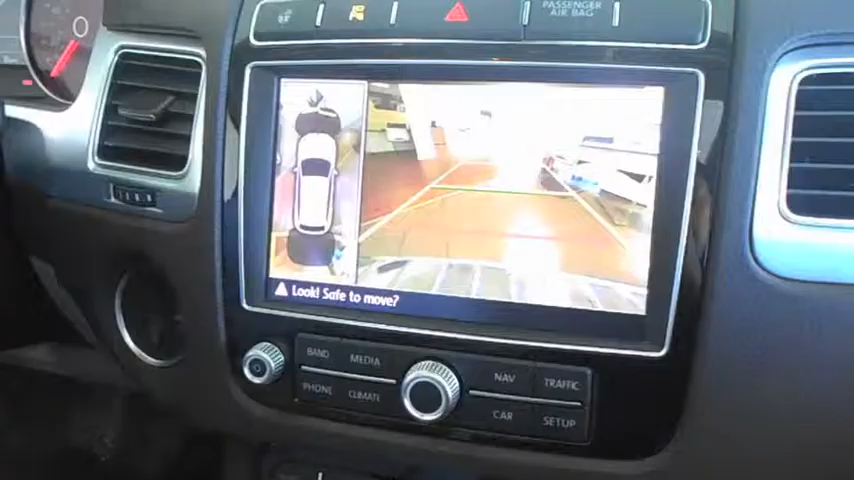 PASSENGER
AIR BAG
Look! Safe to move?
BAND
MEDIA
NAV
TRAFFIC
PHONE
CLIMATE
CAR
SETUP